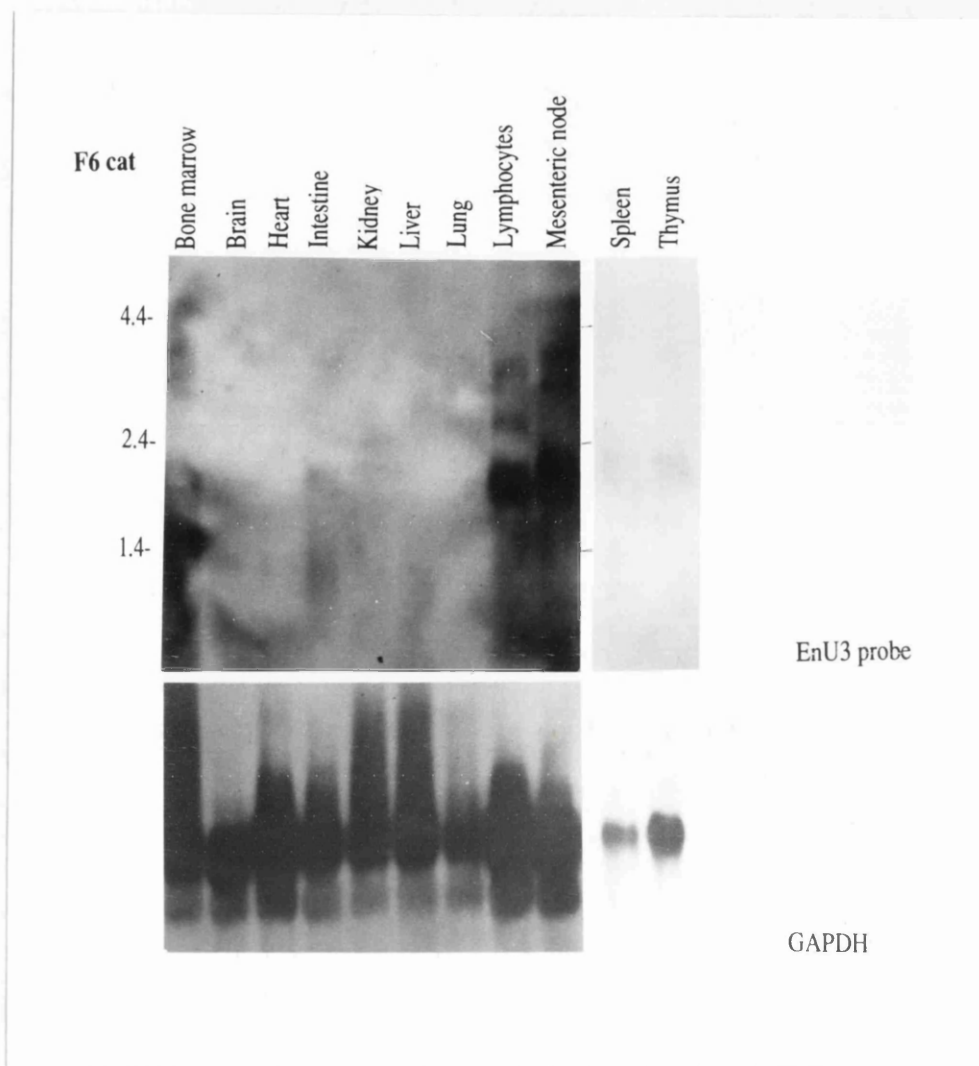 F6 cat
Bone marrow
Brain
Heart
Intestine
Kidney
Liver
Lung
Lymphocytes
Mesenteric node
Spleen
Thymus
4.4-
2.4-
1.4-
EnU3 probe
GAPDH